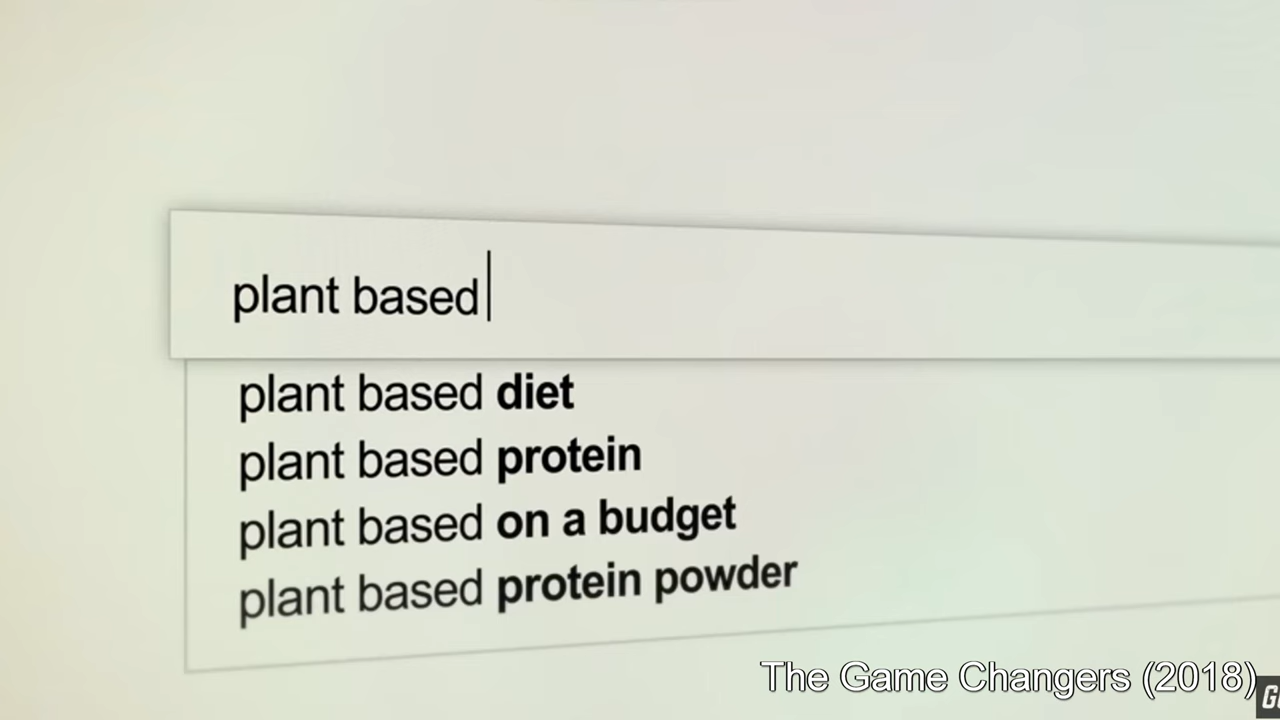 plant based
plant based diet
plant based protein
plant based on a budget
plant based protein powder
The Game Changers (2018)